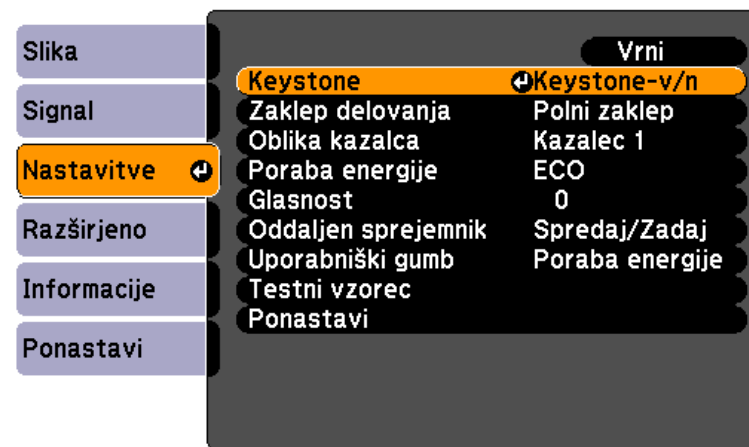 Slika
Signal
Nastavitve
Razširjeno
Informacije
Ponastavi
Vrni
Keystone Keystone-v/n
Zaklep delovanja Polni zaklep
Oblika kazalca Kazalec 1
Poraba energije ECO
Glasnost 0
Oddaljen sprejemnik Spredaj/Zadaj
Uporabniški gumb Poraba energije
Testni vzorec
Ponastavi